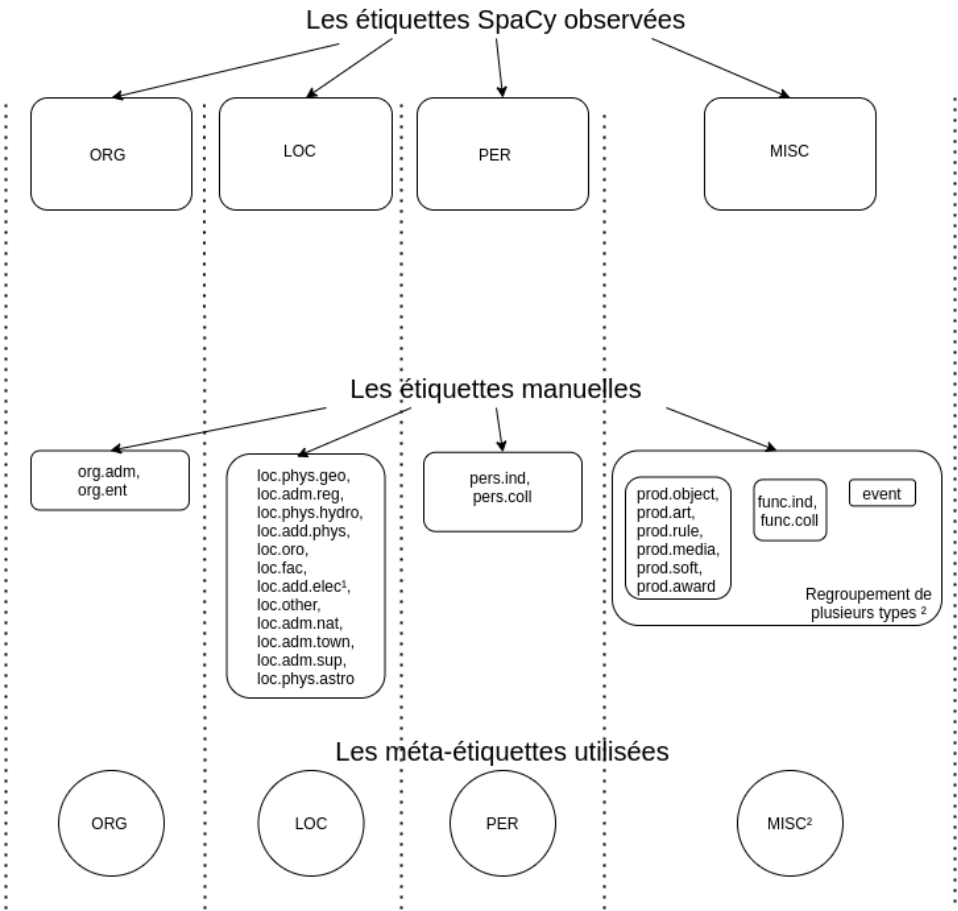 Les étiquettes SpaCy observées
ORG
LOC
PER
MISC
Les étiquettes manuelles
org.adm,
org.ent
loc.phys.geo,
loc.adm.reg,
loc.phys.hydro,
loc.add.phys,
loc.oro,
loc.fac,
loc.add.elec¹,
loc.other,
loc.adm.nat,
loc.adm.town,
loc.adm.sup,
loc.phys.astro
pers.ind,
pers.coll
prod.object,
prod.art,
prod.rule,
prod.media,
prod.soft,
prod.award
func.ind,
func.coll
event
Regroupement de
plusieurs types ²
Les méta-étiquettes utilisées
ORG
LOC
PER
MISC²